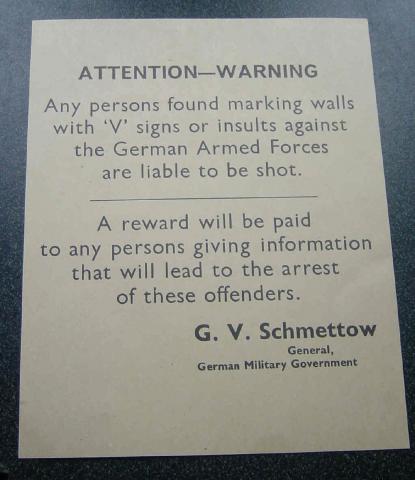 ATTENTION—WARNING
Any persons found marking walls
with ‘V’ signs or insults against
the German Armed Forces
are liable to be shot.
A reward will be paid
to any persons giving information
that will lead to the arrest
of these offenders.
G. V. Schmettow
General,
German Military Government